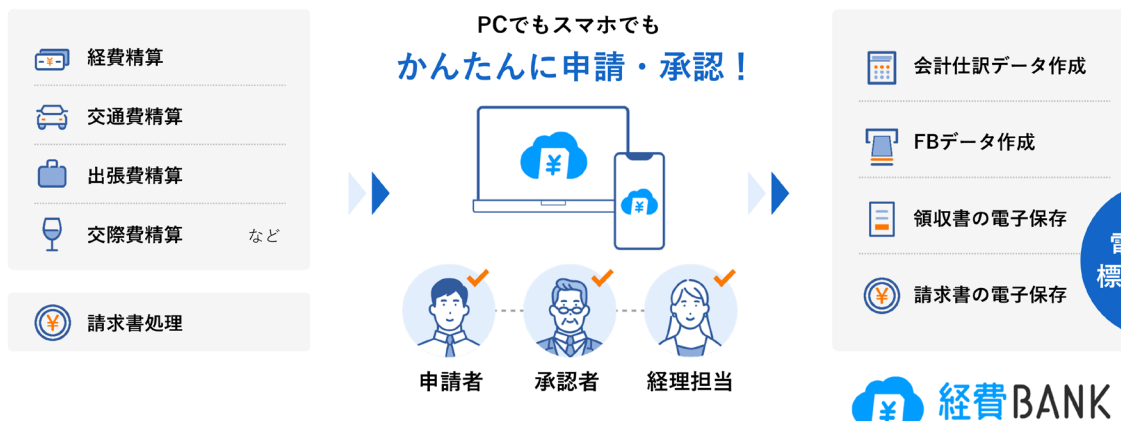 経費精算
交通費精算
出張費精算
交際費精算 など
請求書処理
PCでもスマホでも
かんたんに申請・承認！
¥
¥
申請者 承認者 経理担当
会計仕訳データ作成
FBデータ作成
領収書の電子保存
請求書の電子保存
標
¥ 経費BANK